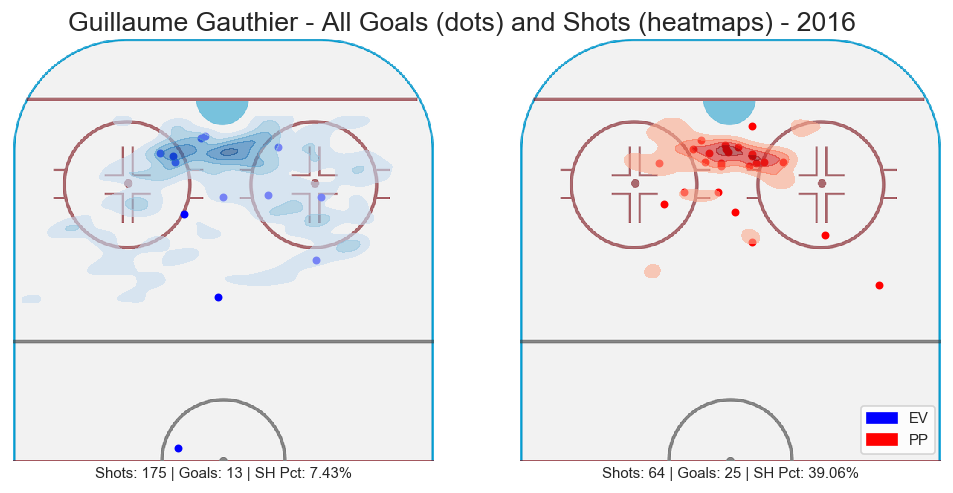 Guillaume Gauthier - All Goals (dots) and Shots (heatmaps) - 2016
EV
PP
Shots: 175 | Goals: 13 | SH Pct: 7.43%
Shots: 64 | Goals: 25 | SH Pct: 39.06%